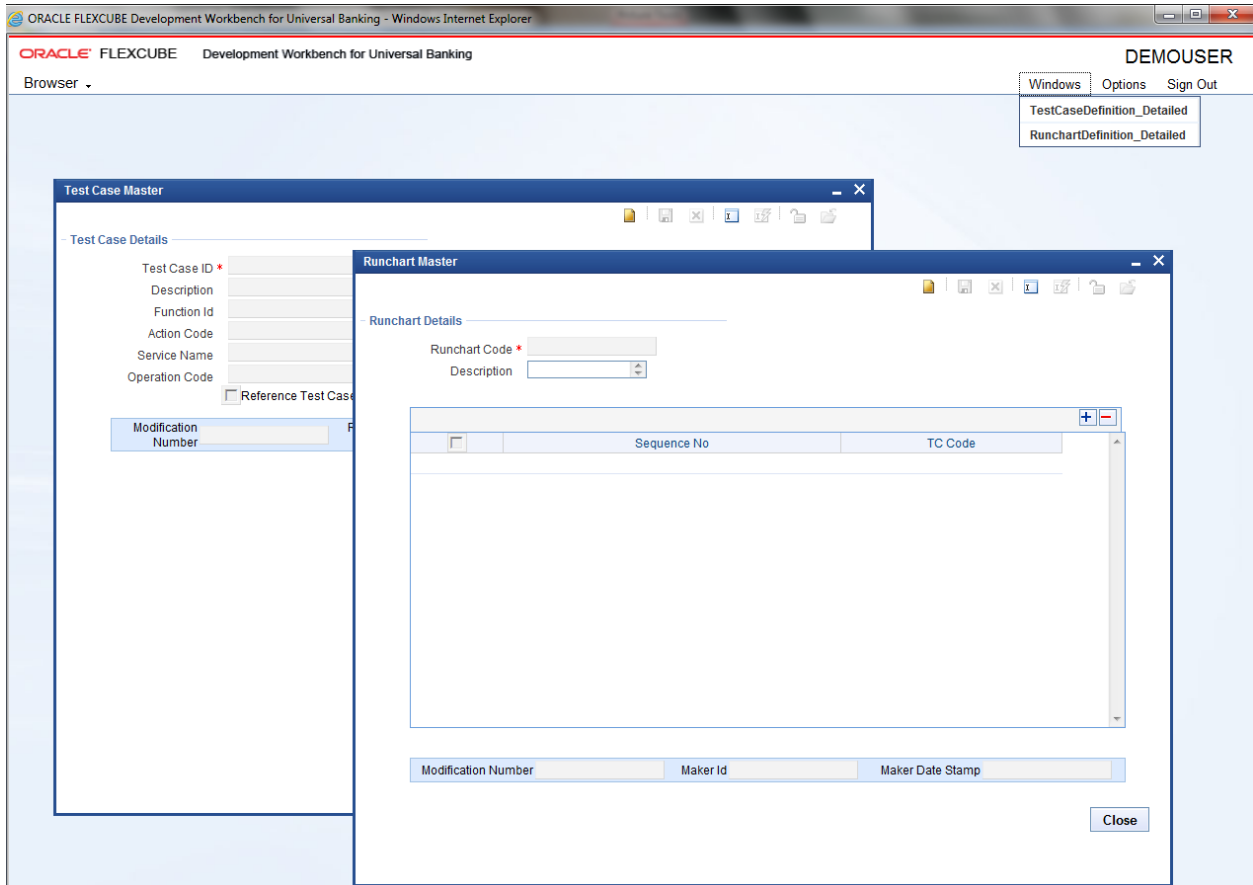 ORACLE FLEXCUBE Development Workbench for Universal Banking - Windows Internet Explorer
ORACLE FLEXCUBE Development Workbench for Universal Banking
DEMOUSER
Browser
Windows Options Sign Out
TestCaseDefinition_Detailed
RunchartDefinition_Detailed
Test Case Master
Test Case Details
Test Case ID *
Description
Function Id
Action Code
Service Name
Operation Code
Reference Test Case
Modification
Number
Runchart Master
Runchart Details
Runchart Code *
Description
Sequence No TC Code
Modification Number Maker Id Maker Date Stamp
Close